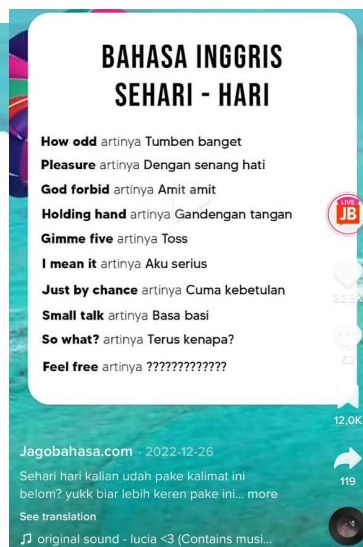 BAHASA INGGRIS
SEHARI - HARI
How odd artinya Tumben banget
Pleasure artinya Dengan senang hati
God forbid artinya Amit amit
Holding hand artinya Gandengan tangan
Gimme five artinya Toss
I mean it artinya Aku serius
Just by chance artinya Cuma kebetulan
Small talk artinya Basa basi
So what? artinya Terus kenapa?
Feel free artinya ?????????????
LIVE
JB
12,0K
119
Jagobahasa.com · 2022-12-26
Sehari hari kalian udah pake kalimat ini
belom? yukk biar lebih keren pake ini... more
See translation
original sound - lucia <3 (Contains musi...